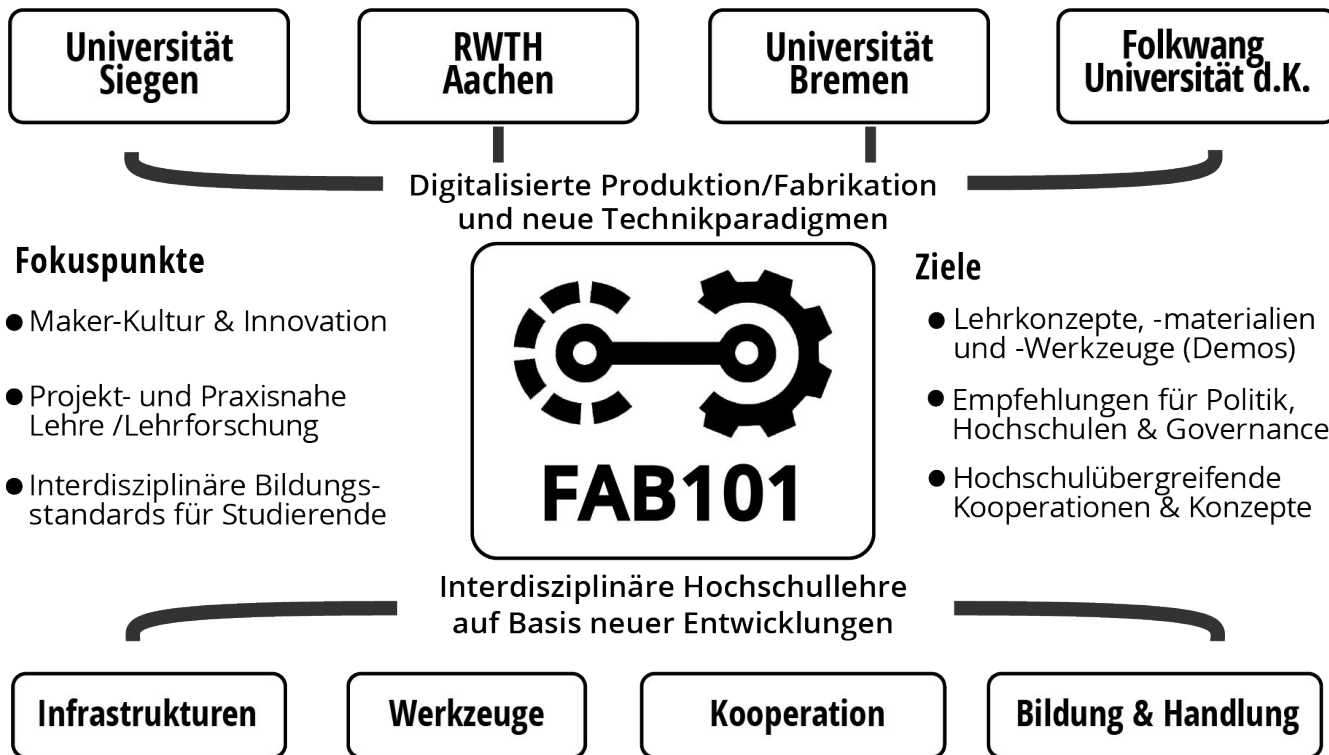 Universität
Siegen
RWTH
Aachen
Universität
Bremen
Folkwang
Universität d.K.
Digitalisierte Produktion/Fabrikation
und neue Technikparadigmen
Fokuspunkte
● Maker-Kultur & Innovation
● Projekt- und Praxisnahe
Lehre /Lehrforschung
● Interdisziplinäre Bildungs-
standards für Studierende
FAB101
Ziele
● Lehrkonzepte, -materialien
und -Werkzeuge (Demos)
● Empfehlungen für Politik,
Hochschulen & Governance
● Hochschulübergreifende
Kooperationen & Konzepte
Interdisziplinäre Hochschullehre
auf Basis neuer Entwicklungen
Infrastrukturen
Werkzeuge
Kooperation
Bildung & Handlung